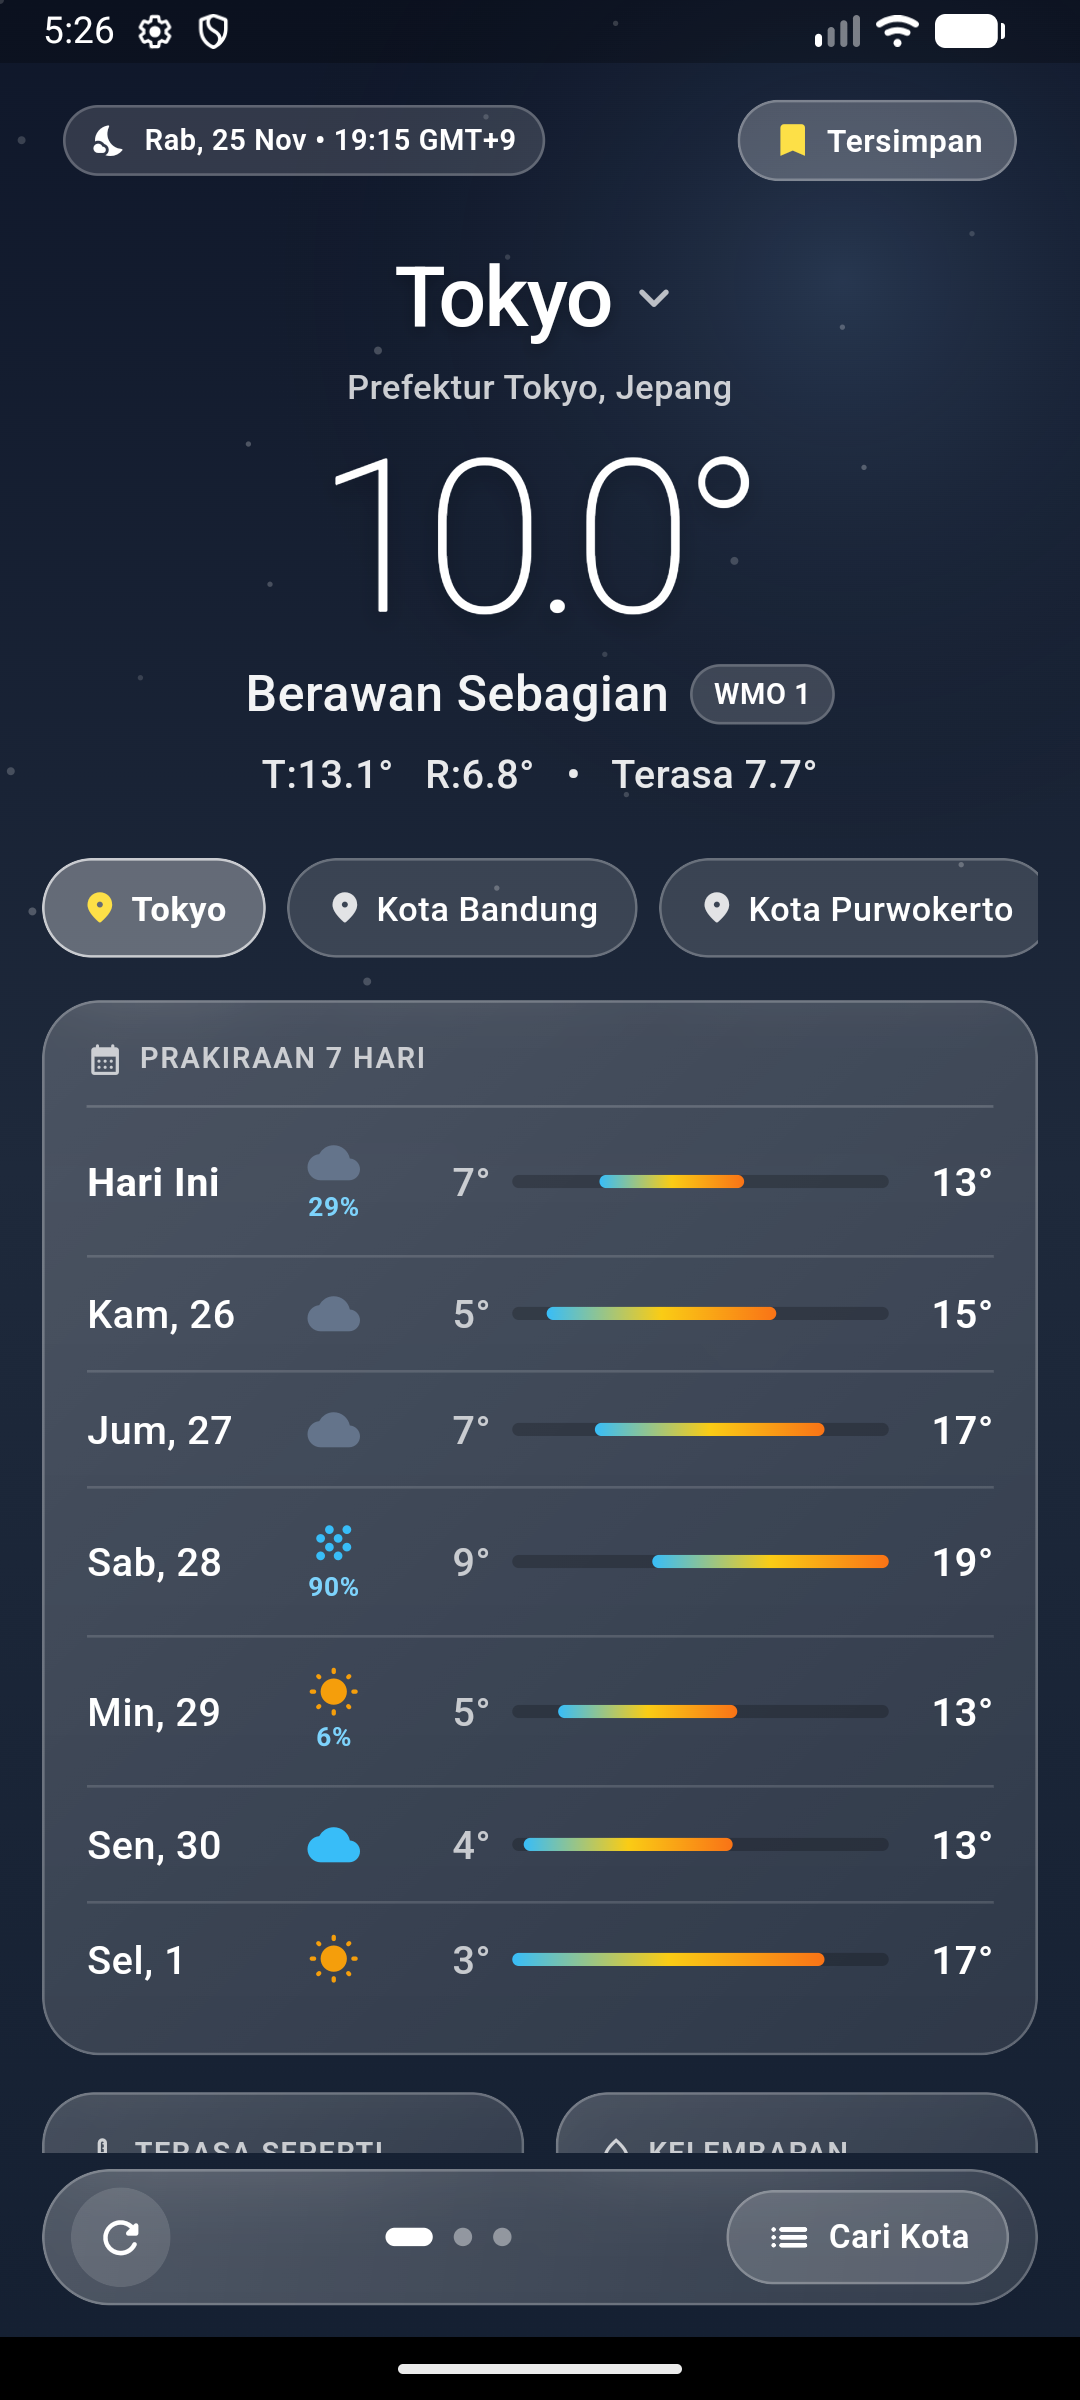 5:26
Rab, 25 Nov • 19:15 GMT+9
Tersimpan
Tokyo
Prefektur Tokyo, Jepang
10.0°
Berawan Sebagian WMO 1
T:13.1° R:6.8° • Terasa 7.7°
Tokyo Kota Bandung Kota Purwokerto
PRAKIRAAN 7 HARI
Hari Ini 29% 7° 13°
Kam, 26 5° 15°
Jum, 27 7° 17°
Sab, 28 90% 9° 19°
Min, 29 6% 5° 13°
Sen, 30 4° 13°
Sel, 1 3° 17°
TERASA SEPERTI KELEMBAPAN
Cari Kota